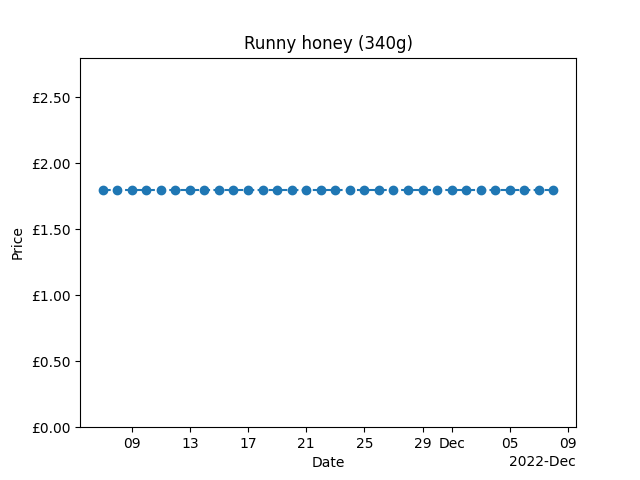 Runny honey (340g)
£2.50
£2.00
£1.50
£1.00
£0.50
£0.00
Price
09 13 17 21 25 29 Dec 05 09
Date
2022-Dec